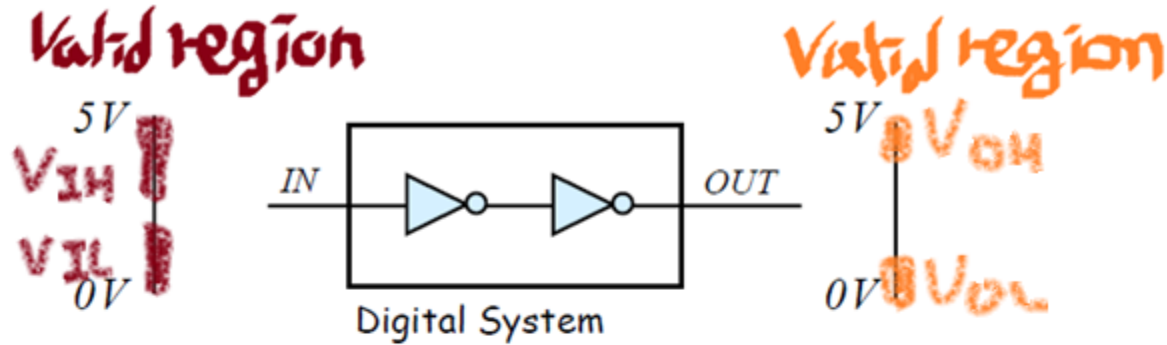 Valid region
Valid region
5V
VIH
VIL
0V
IN
OUT
Digital System
5V
VOH
0V
VOL